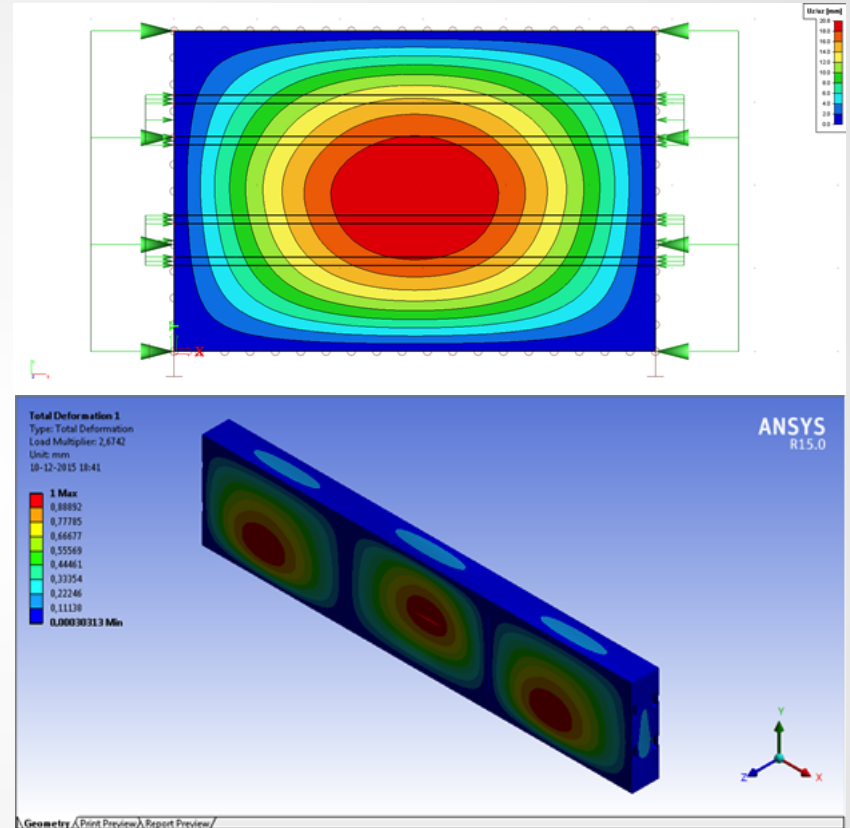 Uz/uz [mm]
20.0
18.0
16.0
14.0
12.0
10.0
8.0
6.0
4.0
2.0
0.0
Y
X
Total Deformation 1
Type: Total Deformation
Load Multiplier: 2,6742
Unit: mm
18-12-2015 18:41
1 Max
0,88892
0,77785
0,66677
0,55569
0,44461
0,33354
0,22246
0,11138
0,00030313 Min
ANSYS
R15.0
Y
Z
X
Geometry Print Preview Report Preview